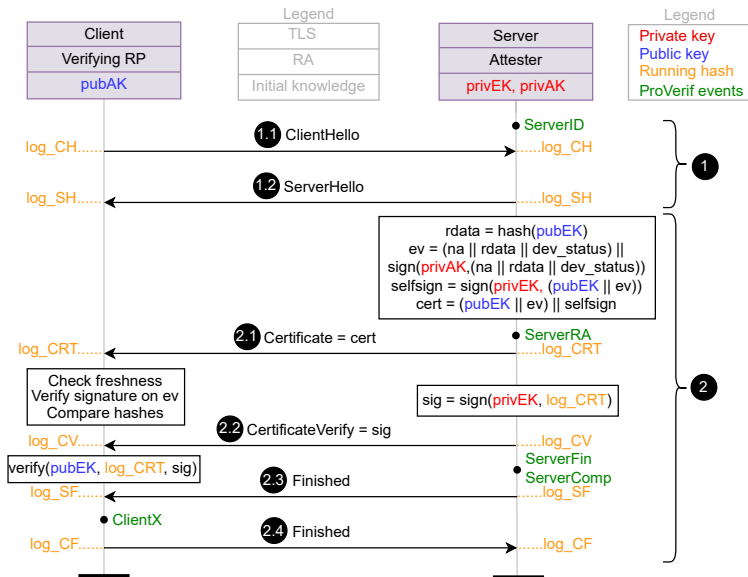 Legend
TLS
RA
Initial knowledge
Legend
Private key
Public key
Running hash
ProVerif events
Client
Verifying RP
pubAK
Server
Attester
privEK, privAK
ServerID
1.1 ClientHello
log_CH......
......log_CH
1
1.2 ServerHello
log_SH......
......log_SH
rdata = hash(pubEK)
ev = (na || rdata || dev_status) ||
sign(privAK,(na || rdata || dev_status))
selfsign = sign(privEK, (pubEK || ev))
cert = (pubEK || ev) || selfsign
2.1 Certificate = cert
ServerRA
log_CRT......
......log_CRT
Check freshness
Verify signature on ev
Compare hashes
sig = sign(privEK, log_CRT)
2
2.2 CertificateVerify = sig
log_CV......
......log_CV
verify(pubEK, log_CRT, sig)
ServerFin
ServerComp
2.3 Finished
log_SF......
......log_SF
ClientX
2.4 Finished
log_CF......
......log_CF